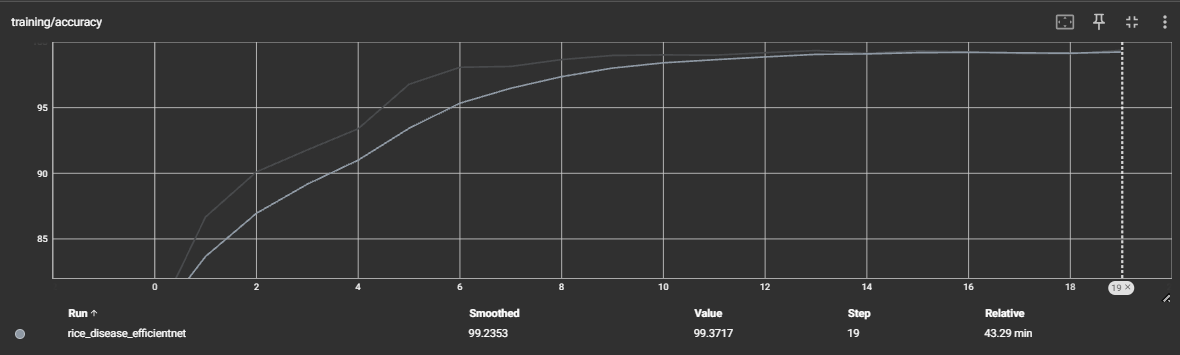 training/accuracy
95
90
85
0 2 4 6 8 10 12 14 16 18 19 ×
Run ↑ Smoothed Value Step Relative
rice_disease_efficientnet 99.2353 99.3717 19 43.29 min